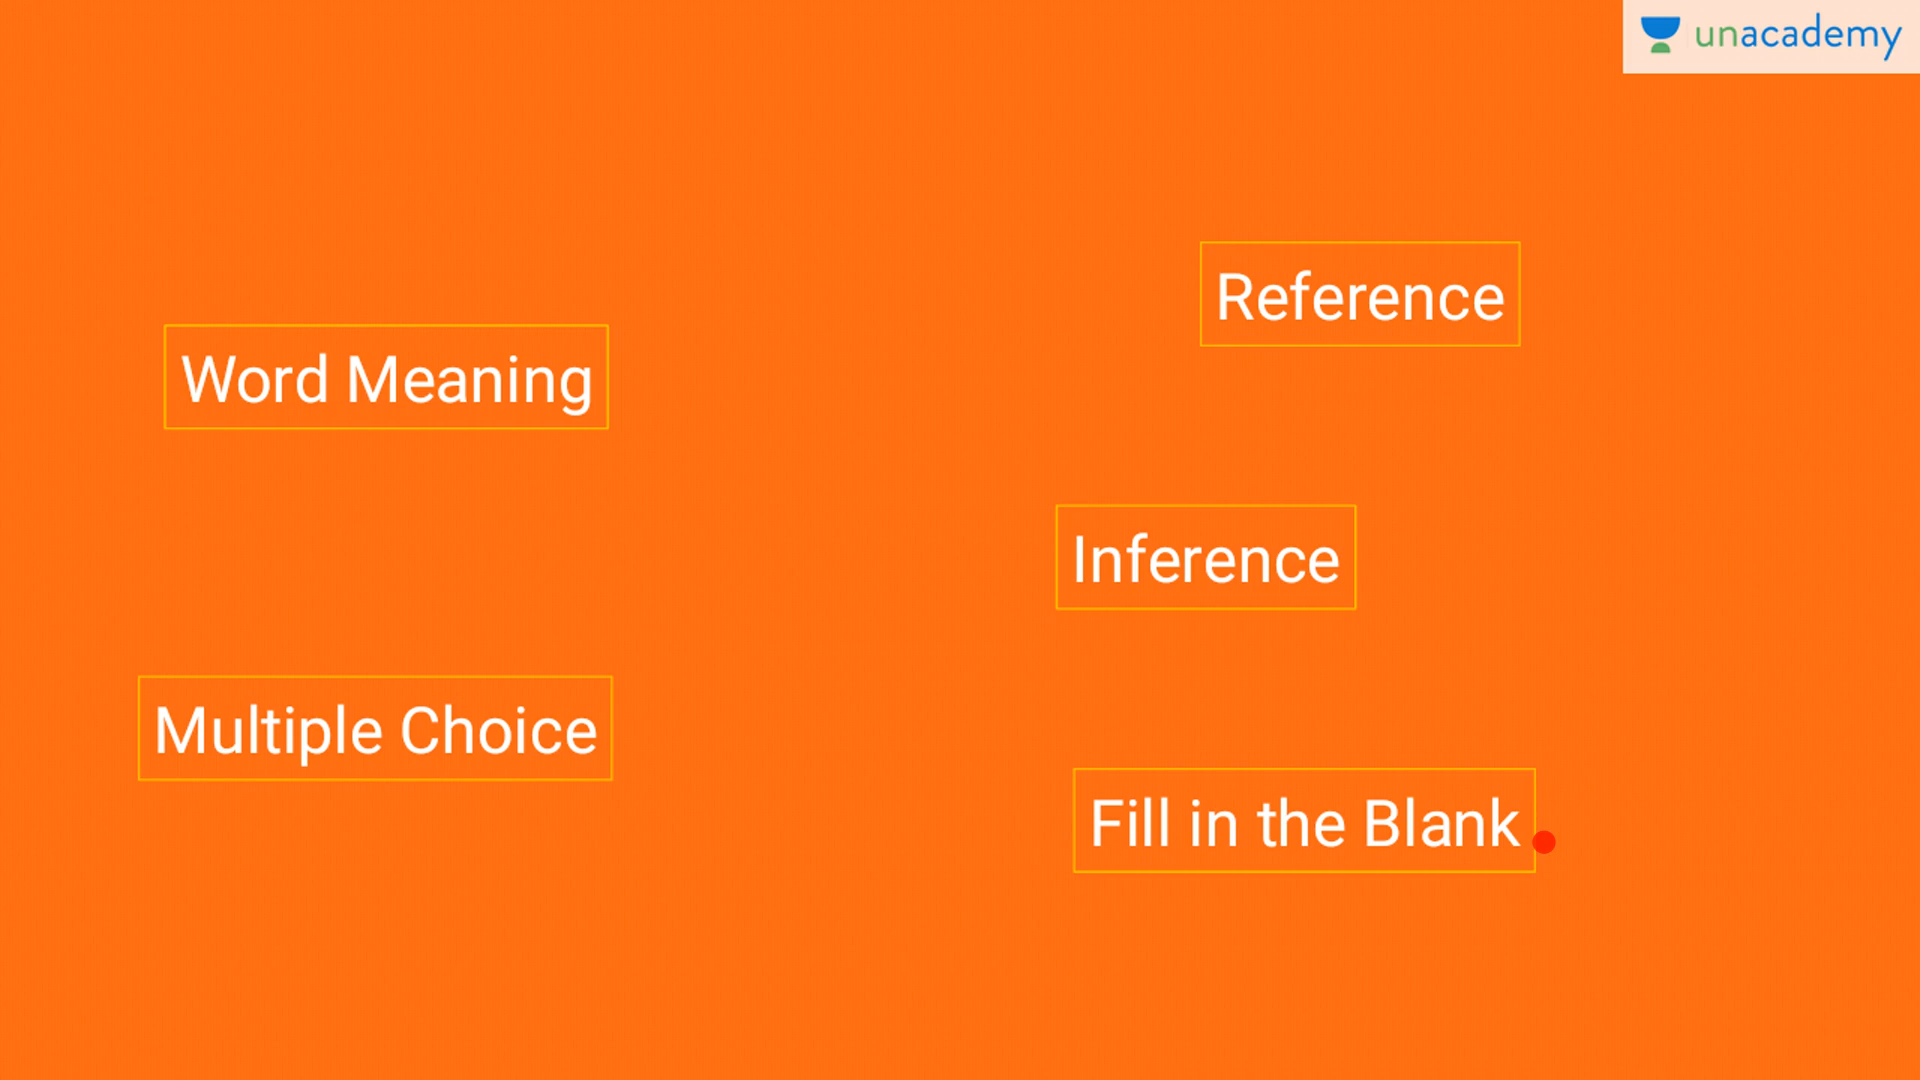 unacademy
Reference
Word Meaning
Inference
Multiple Choice
Fill in the Blank